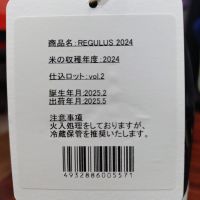 商品名:REGULUS 2024
米の収穫年度:2024
仕込ロット:vol.2
誕生年月:2025.2
出荷年月:2025.5
注意事項
火入処理をしておりますが、
冷蔵保管を推奨いたします。
4932886005571